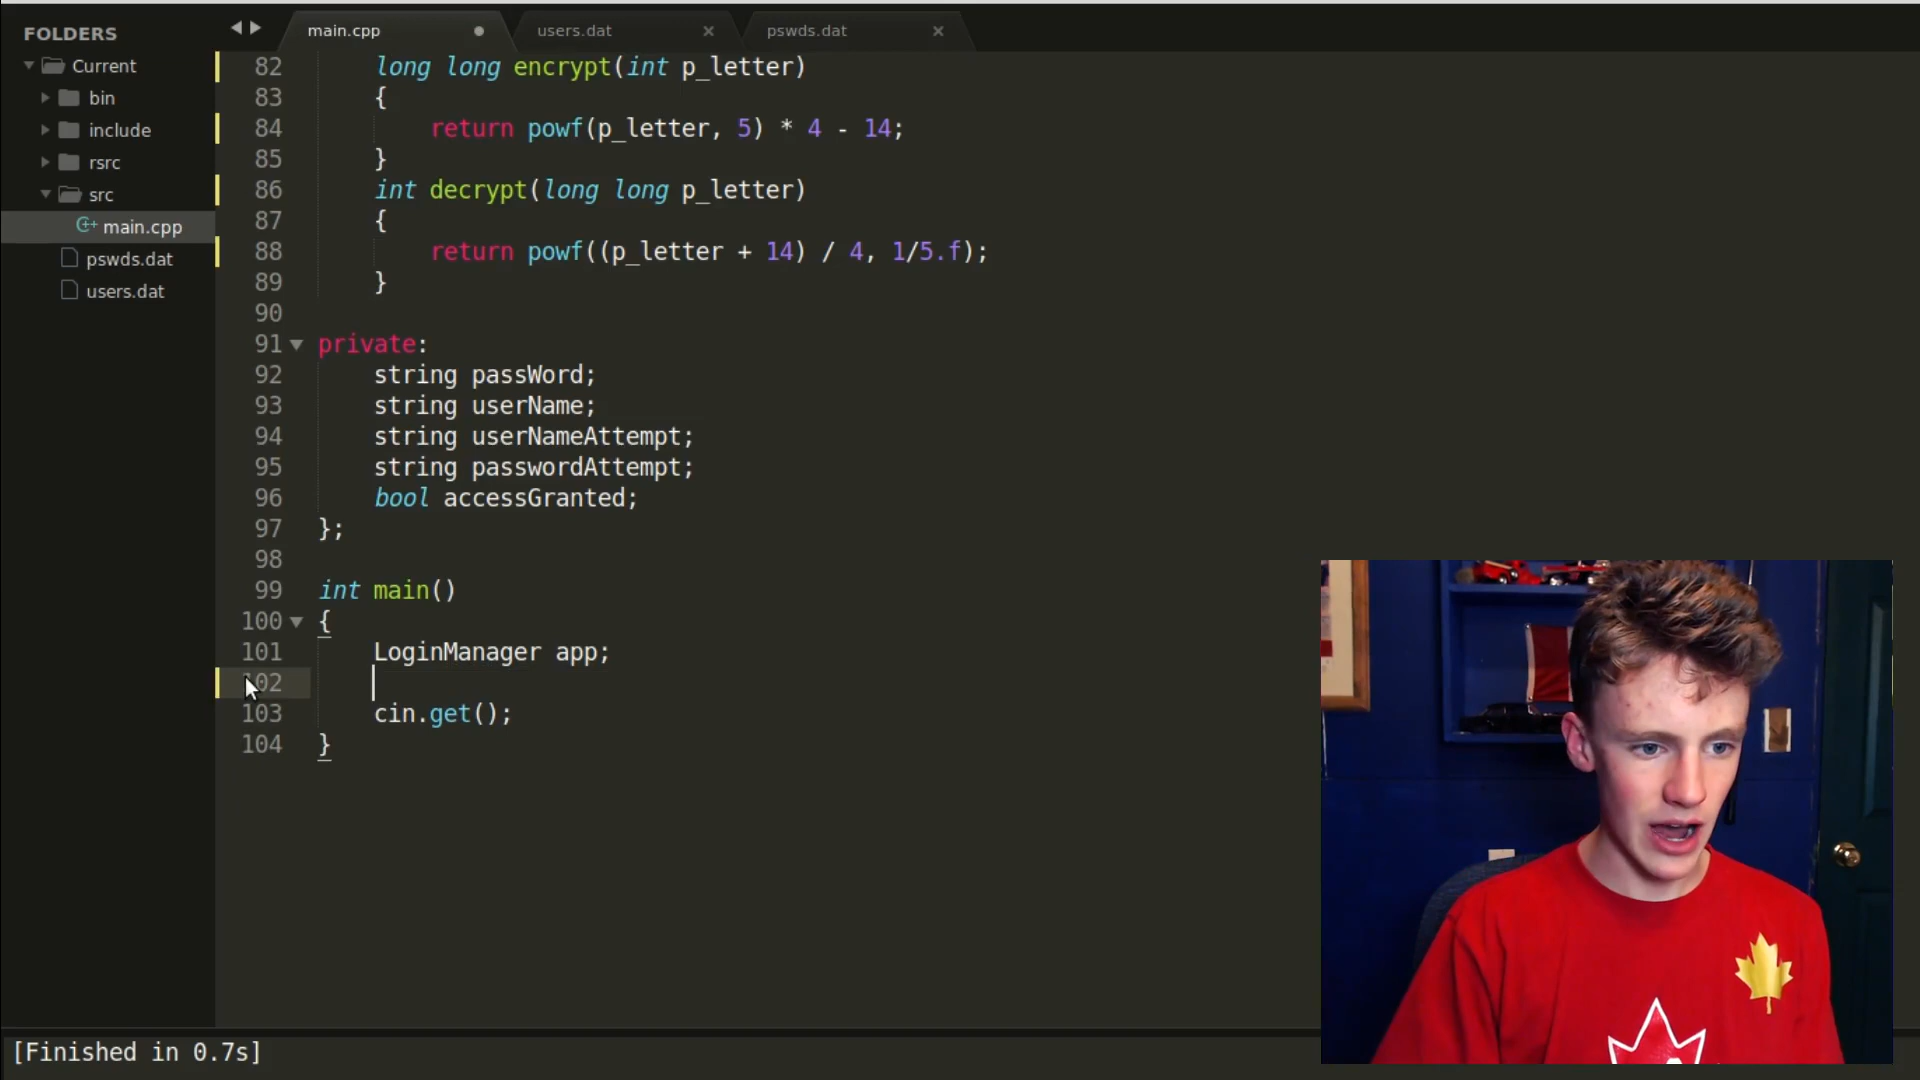 FOLDERS
Current
bin
include
rsrc
src
main.cpp
pswds.dat
users.dat
main.cpp
users.dat
pswds.dat
82 long long encrypt(int p_letter)
83 {
84 return powf(p_letter, 5) * 4 - 14;
85 }
86 int decrypt(long long p_letter)
87 {
88 return powf((p_letter + 14) / 4, 1/5.f);
89 }
90
91 private:
92 string passWord;
93 string userName;
94 string userNameAttempt;
95 string passwordAttempt;
96 bool accessGranted;
97 };
98
99 int main()
100 {
101 LoginManager app;
102
103 cin.get();
104 }
[Finished in 0.7s]